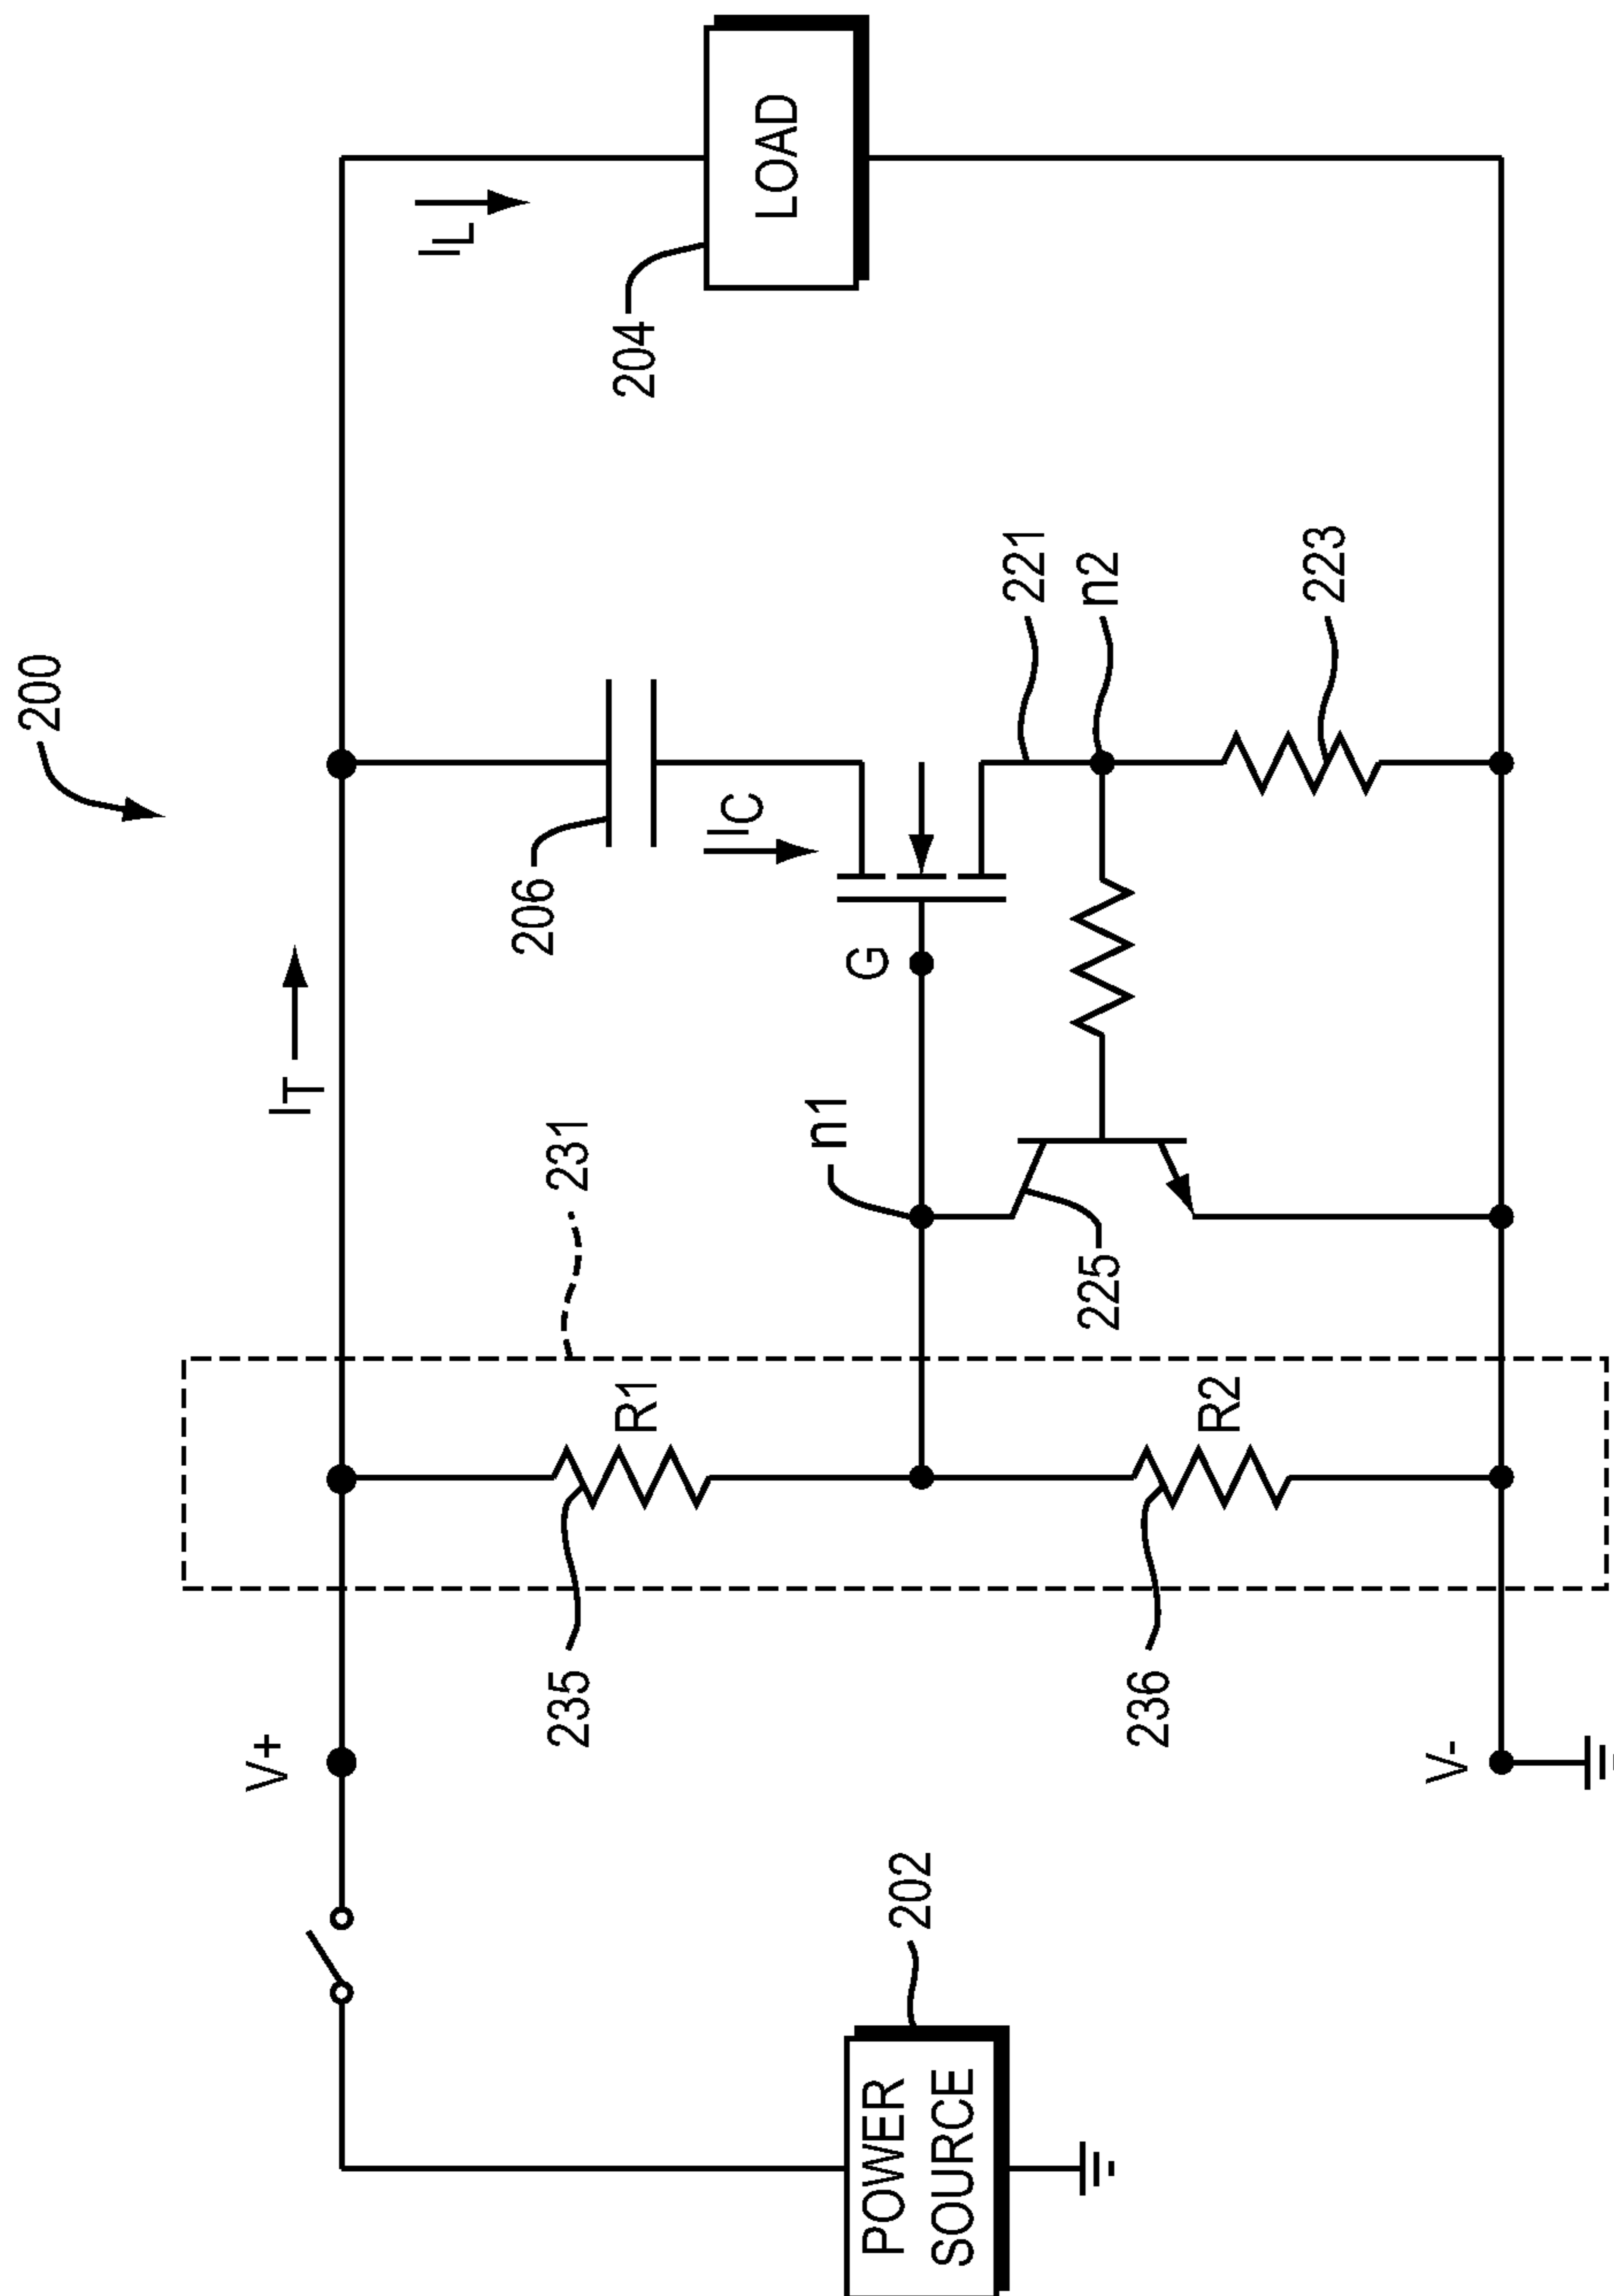 200
IT
IL
LOAD
204
206
IC
G
221
n2
223
n1
225
231
R1
R2
235
236
V+
V-
202
POWER
SOURCE